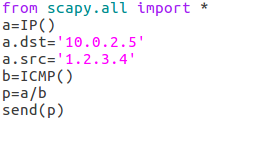 from scapy.all import *
a=IP()
a.dst='10.0.2.5'
a.src='1.2.3.4'
b=ICMP()
p=a/b
send(p)